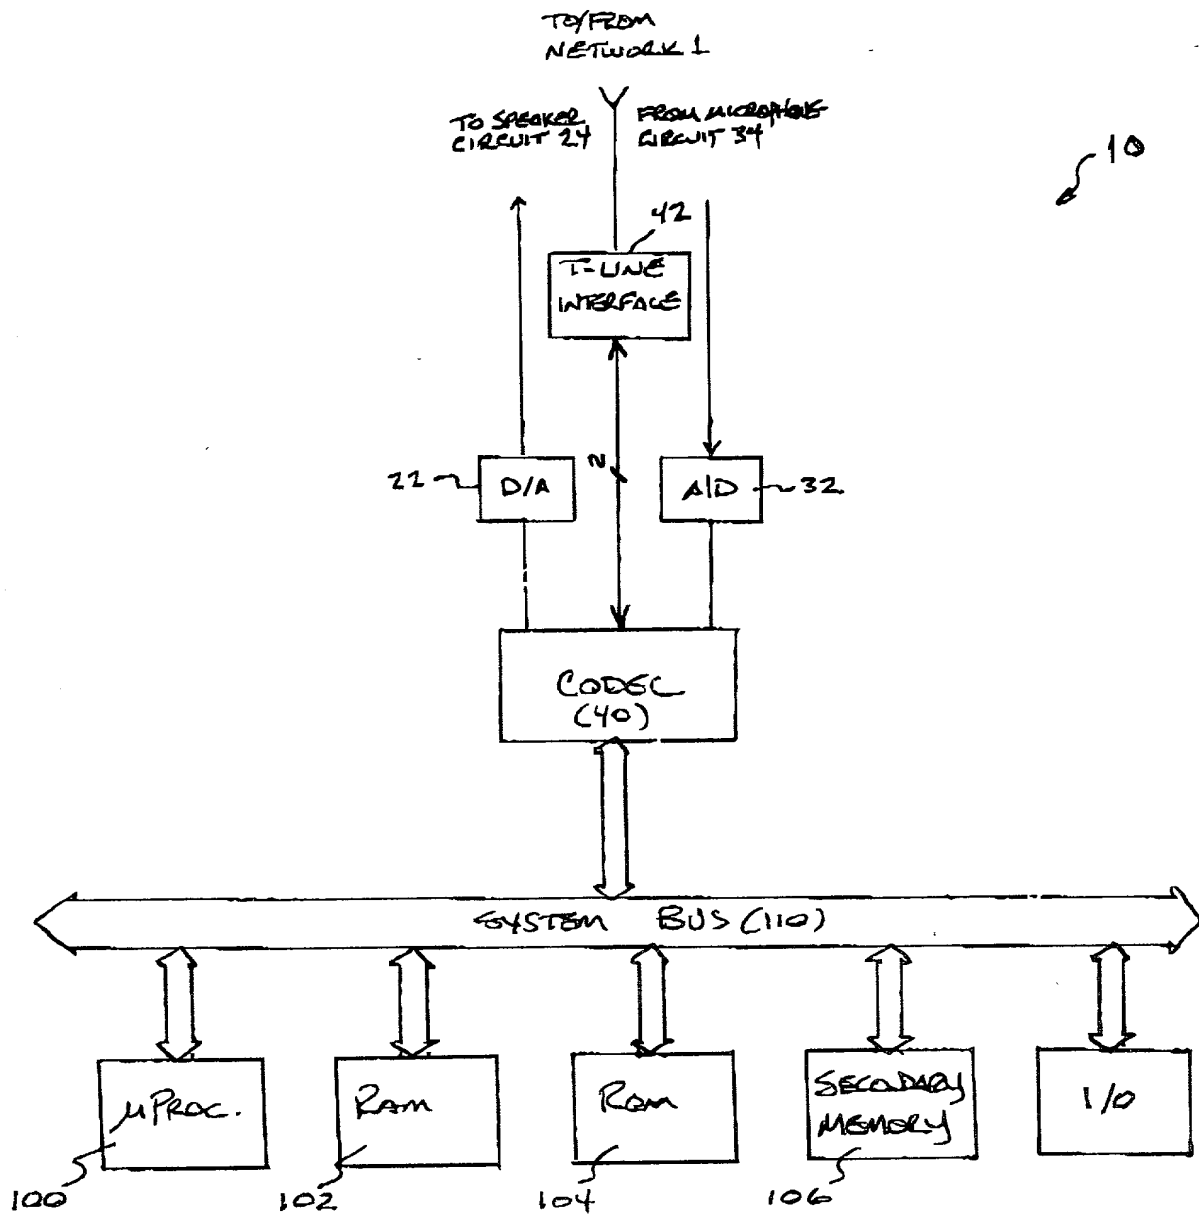 TO/FROM
NETWORK 1
TO SPEAKER
CIRCUIT 24
FROM MICROPHONE
CIRCUIT 34
10
42
T-LINE
INTERFACE
22
D/A
N
A/D
32
CODEC
(40)
SYSTEM BUS (110)
μPROC.
RAM
ROM
SECONDARY
MEMORY
I/O
100
102
104
106